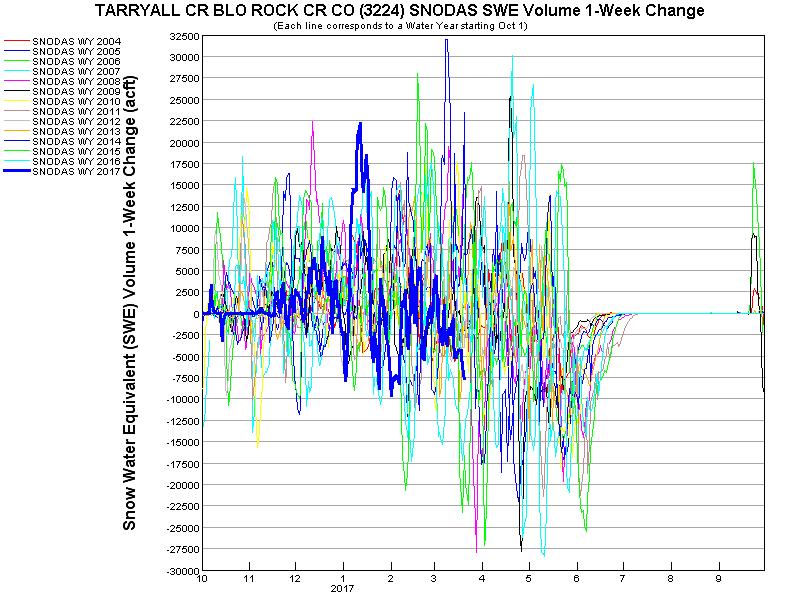 TARRYALL CR BLO ROCK CR CO (3224) SNODAS SWE Volume 1-Week Change
(Each line corresponds to a Water Year starting Oct 1)
SNODAS WY 2004
SNODAS WY 2005
SNODAS WY 2006
SNODAS WY 2007
SNODAS WY 2008
SNODAS WY 2009
SNODAS WY 2010
SNODAS WY 2011
SNODAS WY 2012
SNODAS WY 2013
SNODAS WY 2014
SNODAS WY 2015
SNODAS WY 2016
SNODAS WY 2017
Snow Water Equivalent (SWE) Volume 1-Week Change (acft)
32500
30000
27500
25000
22500
20000
17500
15000
12500
10000
7500
5000
2500
0
-2500
-5000
-7500
-10000
-12500
-15000
-17500
-20000
-22500
-25000
-27500
-30000
10 11 12 1 2 3 4 5 6 7 8 9
2017